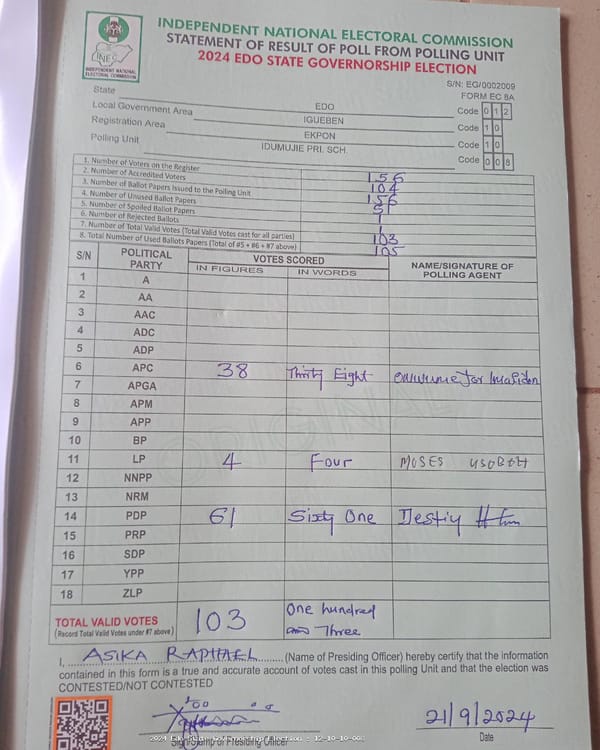 INDEPENDENT NATIONAL ELECTORAL COMMISSION
STATEMENT OF RESULT OF POLL FROM POLLING UNIT
2024 EDO STATE GOVERNORSHIP ELECTION
INEC
INDEPENDENT NATIONAL
ELECTORAL COMMISSION
S/N: EG/0002009
FORM EC 8A
State EDO Code 0 1 2
Local Government Area IGUEBEN Code 1 0
Registration Area EKPON Code 1 0
Polling Unit IDUMUJIE PRI. SCH. Code 0 0 8
1. Number of Voters on the Register 156
2. Number of Accredited Voters 104
3. Number of Ballot Papers Issued to the Polling Unit 156
4. Number of Unused Ballot Papers 51
5. Number of Spoiled Ballot Papers 1
6. Number of Rejected Ballots 1
7. Number of Total Valid Votes (Total Valid Votes cast for all parties) 103
8. Total Number of Used Ballots Papers (Total of #5 + #6 + #7 above) 105
S/N POLITICAL PARTY VOTES SCORED NAME/SIGNATURE OF POLLING AGENT
IN FIGURES IN WORDS
1 A
2 AA
3 AAC
4 ADC
5 ADP
6 APC 38 Thirty Eight
7 APGA
8 APM
9 APP
10 BP
11 LP 4 Four MOSES
12 NNPP
13 NRM
14 PDP 61 Sixty One
15 PRP
16 SDP
17 YPP
18 ZLP
ORIGINAL
TOTAL VALID VOTES 103 One hundred
(Record Total Valid Votes under #7 above) and Three
I, ASIKA RAPHAEL (Name of Presiding Officer) hereby certify that the information
contained in this form is a true and accurate account of votes cast in this polling Unit and that the election was
CONTESTED/NOT CONTESTED
21/9/2024
Sign/Stamp of Presiding Officer Date
2024 Edo State Governorship Election - 12-10-10-008